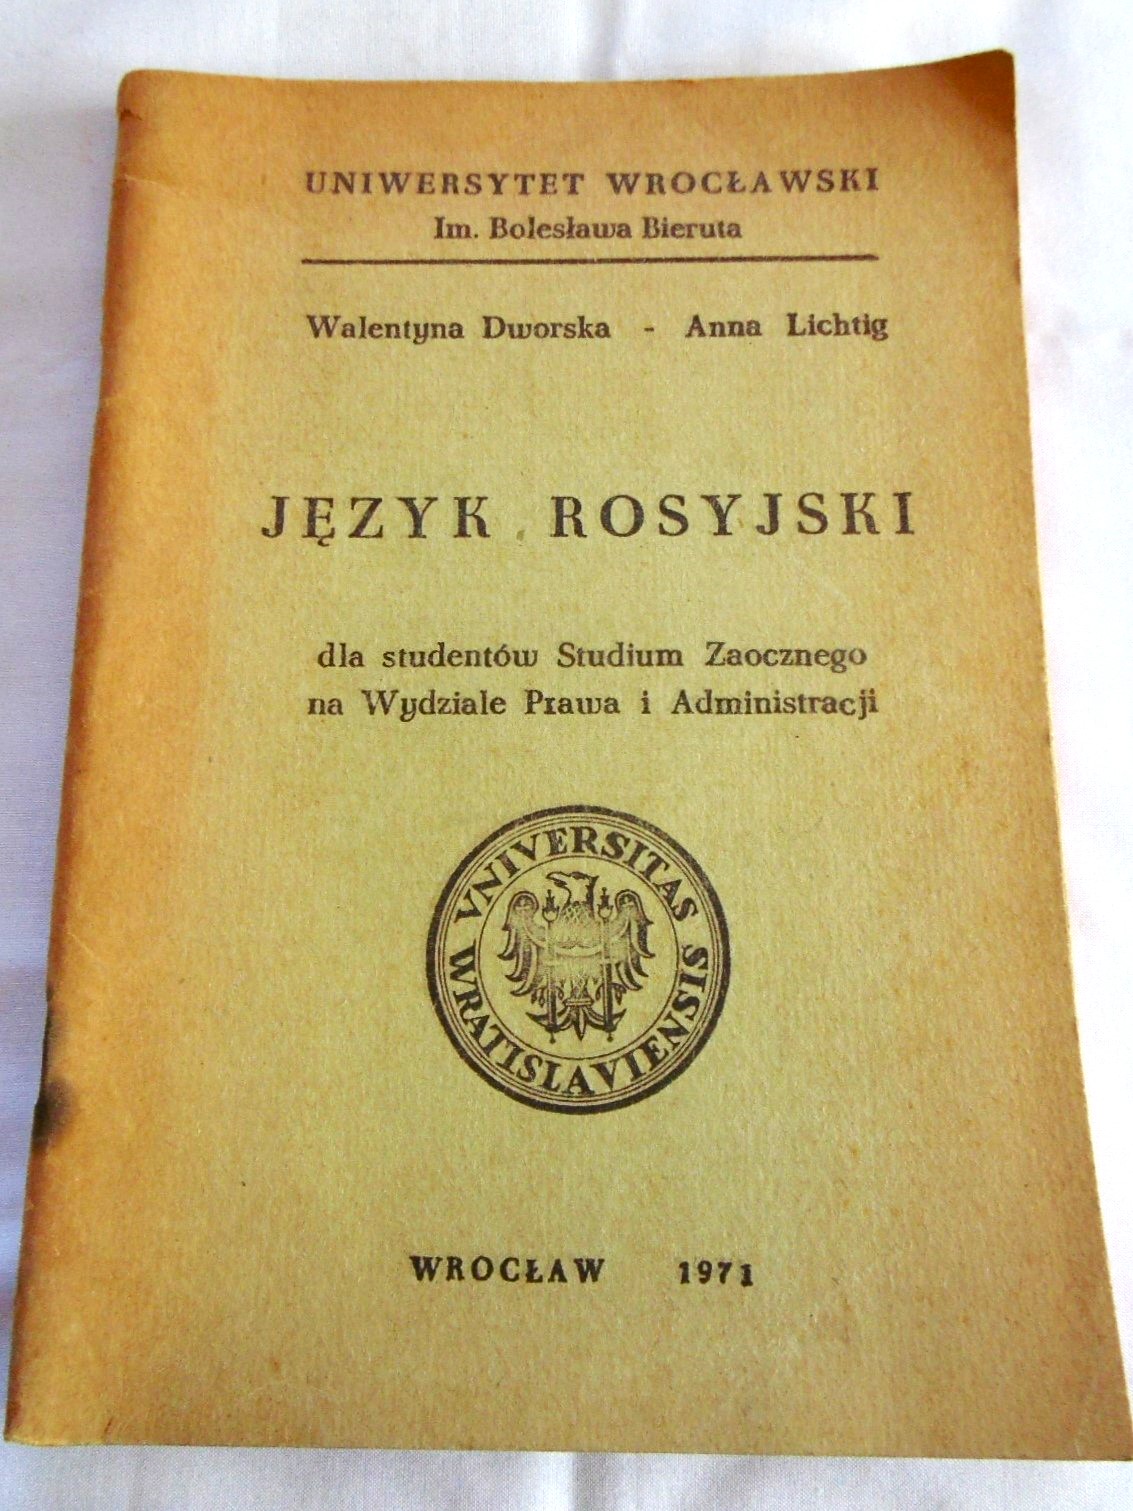 UNIWERSYTET WROCŁAWSKI
Im. Bolesława Bieruta
Walentyna Dworska - Anna Lichtig
JĘZYK ROSYJSKI
dla studentów Studium Zaocznego
na Wydziale Prawa i Administracji
VNIVERSITAS
WRATISLAVIENSIS
WROCŁAW 1971